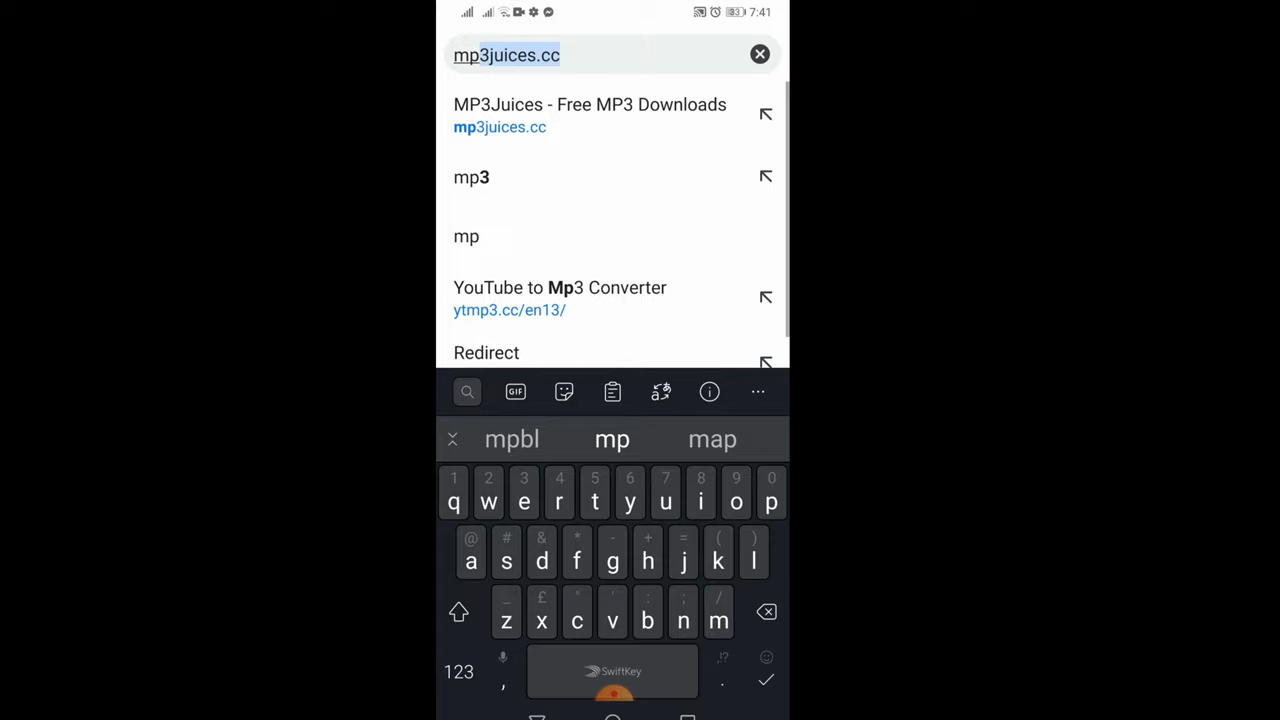 83 7:41
mp3juices.cc
MP3Juices - Free MP3 Downloads
mp3juices.cc
mp3
mp
YouTube to Mp3 Converter
ytmp3.cc/en13/
Redirect
GIF
mpbl mp map
1 2 3 4 5 6 7 8 9 0
q w e r t y u i o p
@ # & * - + = ( )
a s d f g h j k l
_ £ " ' : ; /
z x c v b n m
,!?
123 , SwiftKey .